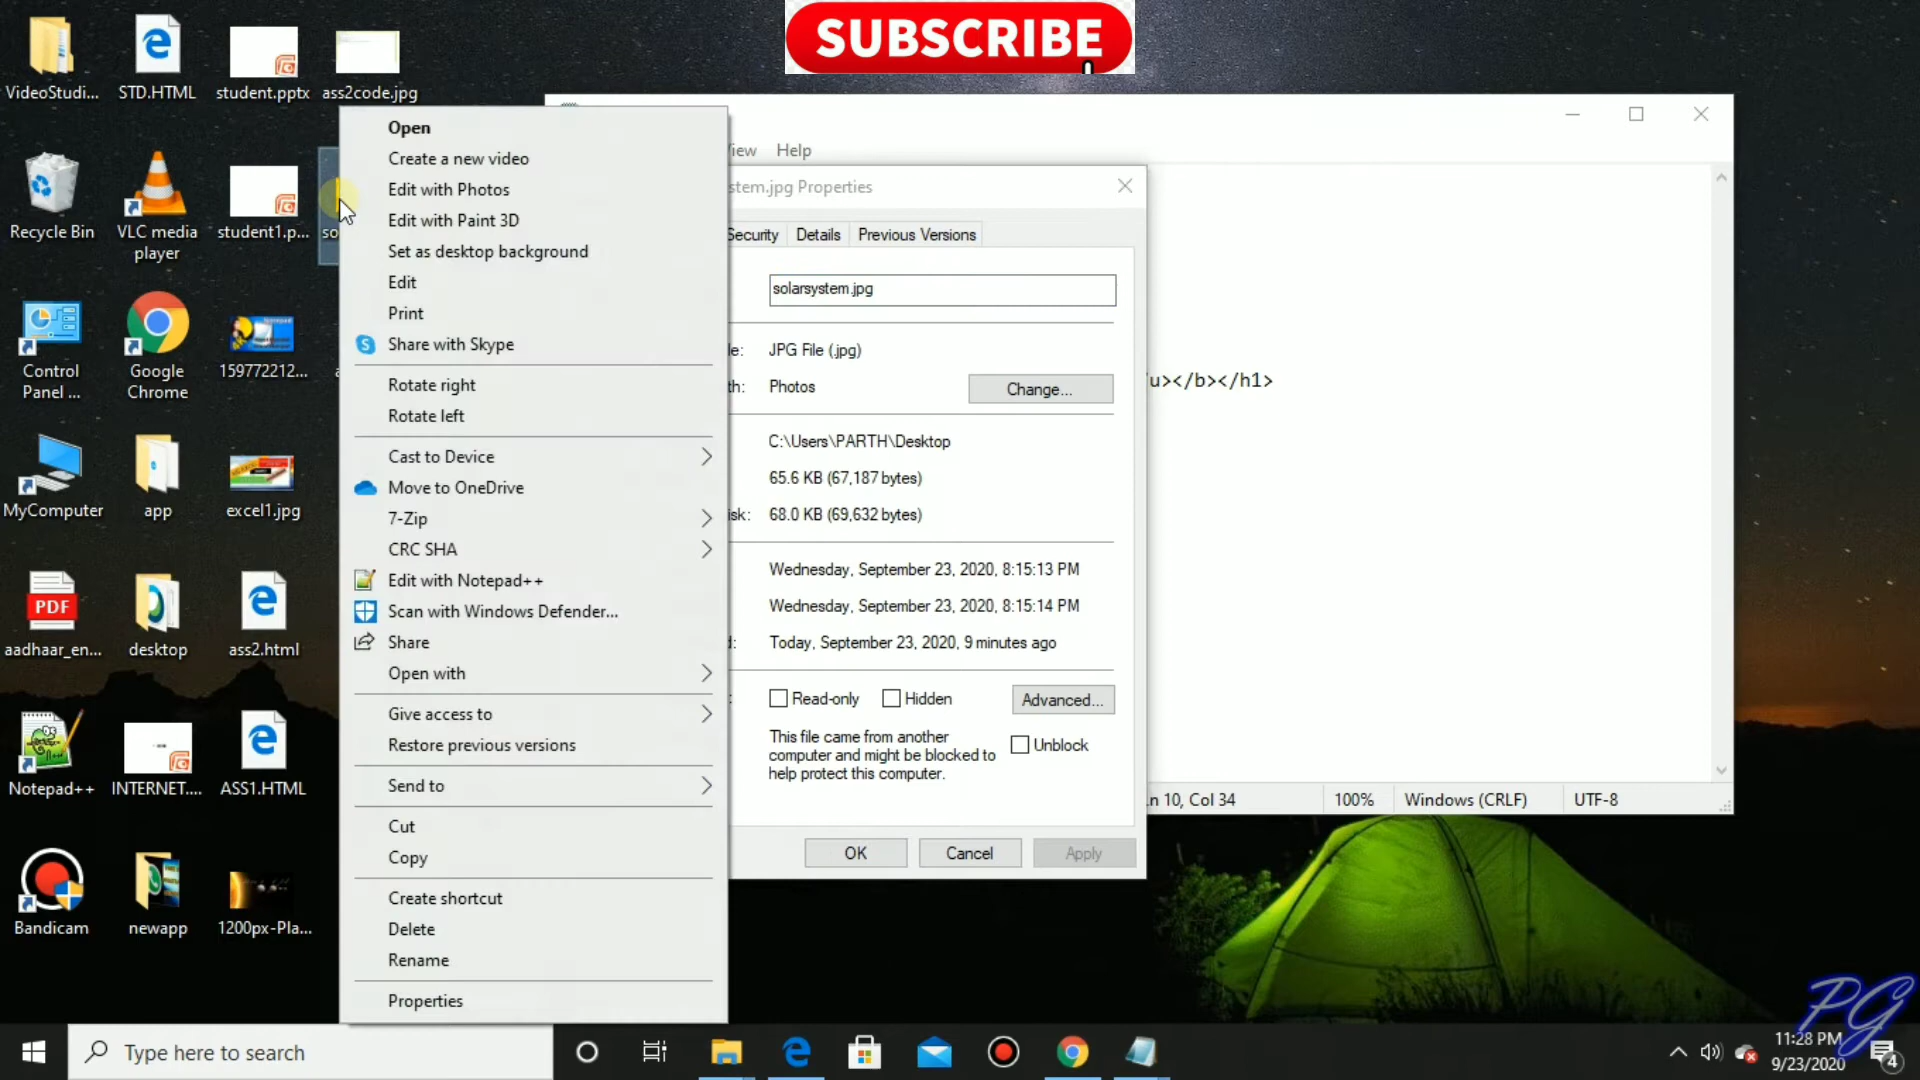 SUBSCRIBE
VideoStudi...
STD.HTML
student.pptx
ass2code.jpg
Recycle Bin
VLC media
player
student1.p...
so
Control
Panel ...
Google
Chrome
159772212...
MyComputer
app
excel1.jpg
PDF
aadhaar_en...
desktop
ass2.html
Notepad++
INTERNET....
ASS1.HTML
Bandicam
newapp
1200px-Pla...
Open
Create a new video
Edit with Photos
Edit with Paint 3D
Set as desktop background
Edit
Print
Share with Skype
Rotate right
Rotate left
Cast to Device
Move to OneDrive
7-Zip
CRC SHA
Edit with Notepad++
Scan with Windows Defender...
Share
Open with
Give access to
Restore previous versions
Send to
Cut
Copy
Create shortcut
Delete
Rename
Properties
View Help
stem.jpg Properties
Security Details Previous Versions
solarsystem.jpg
le: JPG File (.jpg)
th: Photos Change...
C:\Users\PARTH\Desktop
65.6 KB (67,187 bytes)
isk: 68.0 KB (69,632 bytes)
Wednesday, September 23, 2020, 8:15:13 PM
Wednesday, September 23, 2020, 8:15:14 PM
d: Today, September 23, 2020, 9 minutes ago
Read-only Hidden Advanced...
This file came from another
computer and might be blocked to
help protect this computer.
Unblock
OK Cancel Apply
u></b></h1>
Ln 10, Col 34 100% Windows (CRLF) UTF-8
PG
Type here to search
11:28 PM
9/23/2020
4